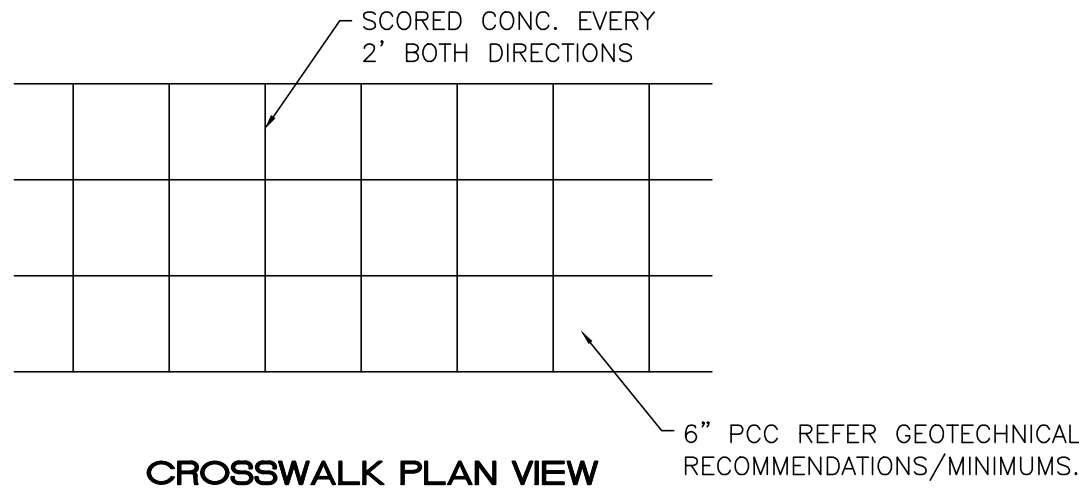 SCORED CONC. EVERY
2' BOTH DIRECTIONS
6" PCC REFER GEOTECHNICAL
RECOMMENDATIONS/MINIMUMS.
CROSSWALK PLAN VIEW